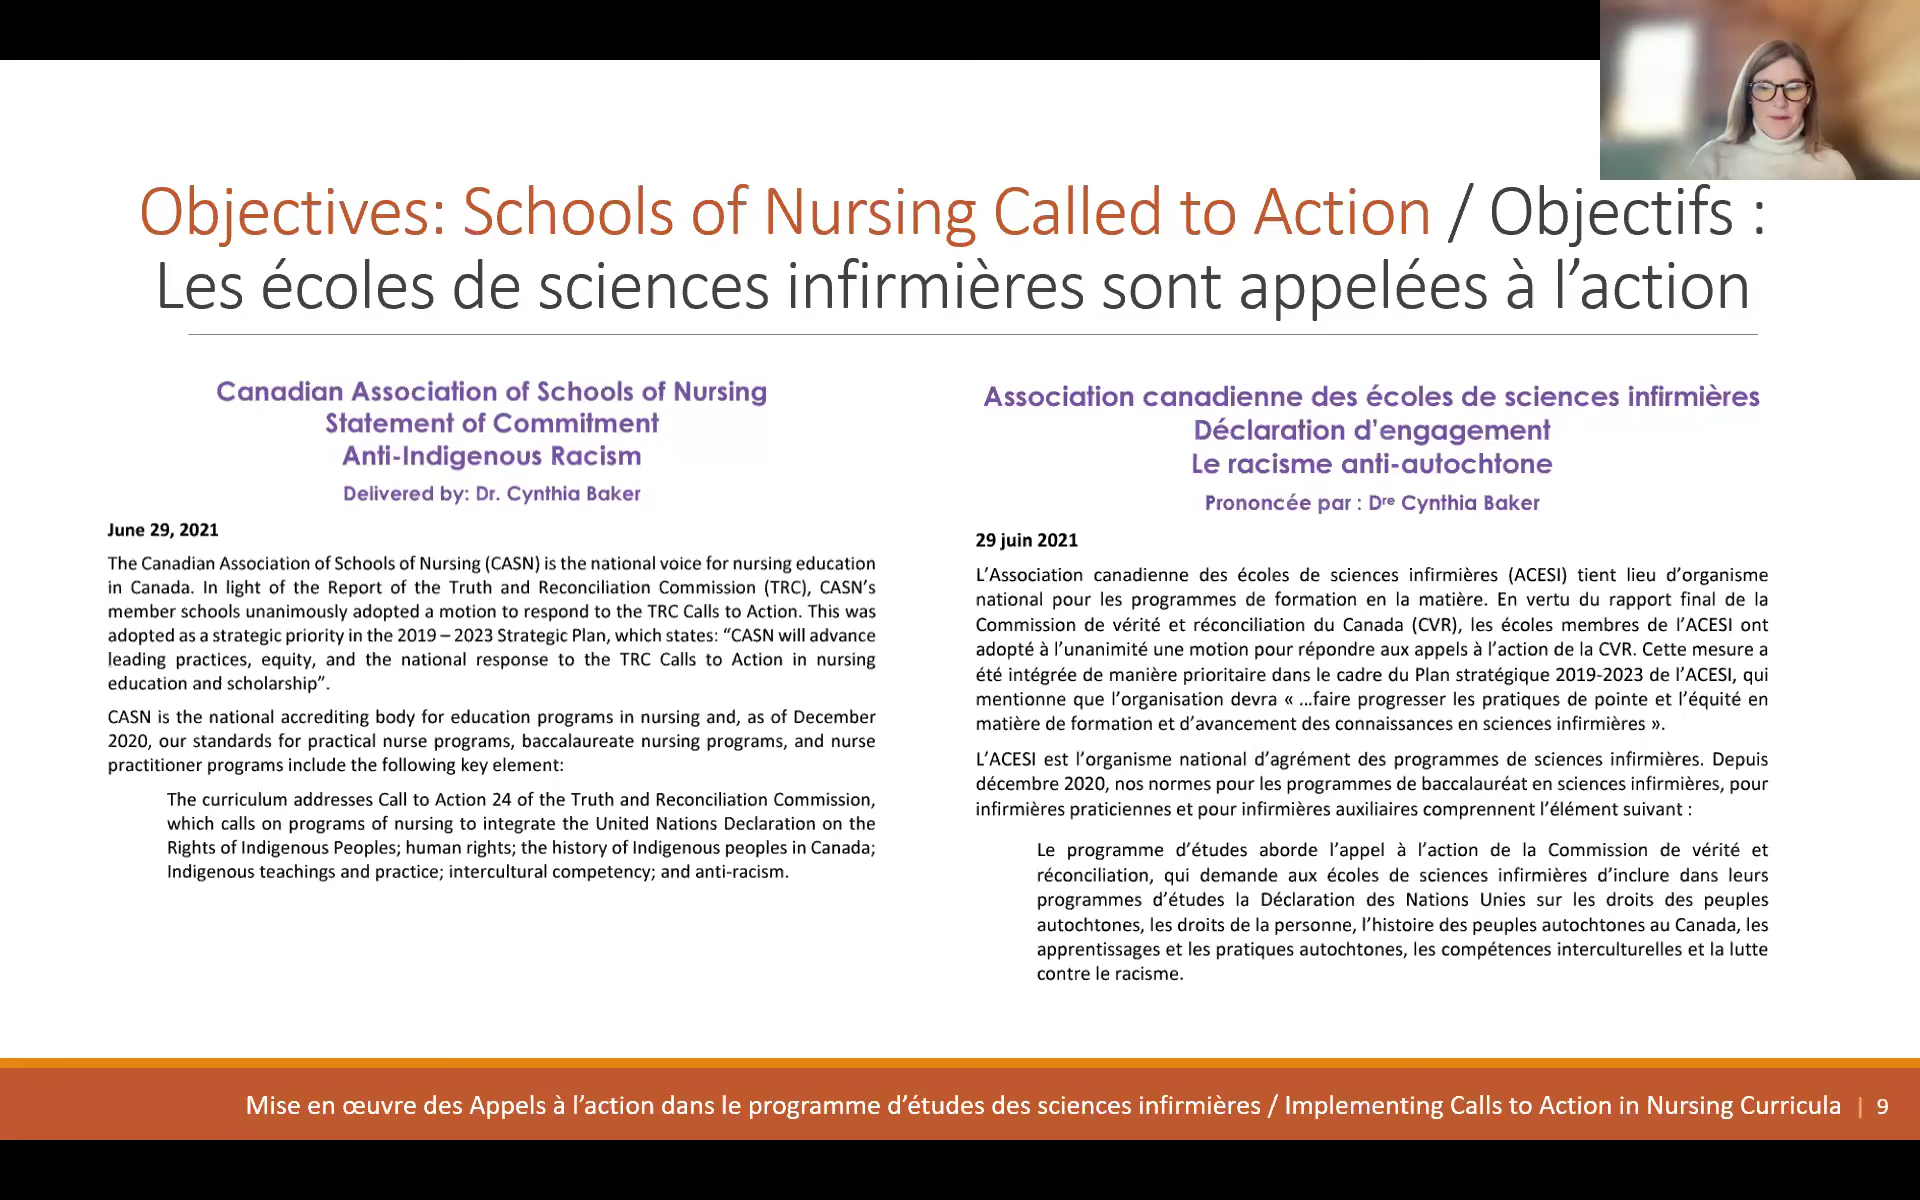 Objectives: Schools of Nursing Called to Action / Objectifs :
Les écoles de sciences infirmières sont appelées à l’action
Canadian Association of Schools of Nursing
Statement of Commitment
Anti-Indigenous Racism
Delivered by: Dr. Cynthia Baker
June 29, 2021
The Canadian Association of Schools of Nursing (CASN) is the national voice for nursing education
in Canada. In light of the Report of the Truth and Reconciliation Commission (TRC), CASN’s
member schools unanimously adopted a motion to respond to the TRC Calls to Action. This was
adopted as a strategic priority in the 2019 – 2023 Strategic Plan, which states: “CASN will advance
leading practices, equity, and the national response to the TRC Calls to Action in nursing
education and scholarship”.
CASN is the national accrediting body for education programs in nursing and, as of December
2020, our standards for practical nurse programs, baccalaureate nursing programs, and nurse
practitioner programs include the following key element:
The curriculum addresses Call to Action 24 of the Truth and Reconciliation Commission,
which calls on programs of nursing to integrate the United Nations Declaration on the
Rights of Indigenous Peoples; human rights; the history of Indigenous peoples in Canada;
Indigenous teachings and practice; intercultural competency; and anti-racism.
Association canadienne des écoles de sciences infirmières
Déclaration d’engagement
Le racisme anti-autochtone
Prononcée par : Dre Cynthia Baker
29 juin 2021
L’Association canadienne des écoles de sciences infirmières (ACESI) tient lieu d’organisme
national pour les programmes de formation en la matière. En vertu du rapport final de la
Commission de vérité et réconciliation du Canada (CVR), les écoles membres de l’ACESI ont
adopté à l’unanimité une motion pour répondre aux appels à l’action de la CVR. Cette mesure a
été intégrée de manière prioritaire dans le cadre du Plan stratégique 2019-2023 de l’ACESI, qui
mentionne que l’organisation devra « …faire progresser les pratiques de pointe et l’équité en
matière de formation et d’avancement des connaissances en sciences infirmières ».
L’ACESI est l’organisme national d’agrément des programmes de sciences infirmières. Depuis
décembre 2020, nos normes pour les programmes de baccalauréat en sciences infirmières, pour
infirmières praticiennes et pour infirmières auxiliaires comprennent l’élément suivant :
Le programme d’études aborde l’appel à l’action de la Commission de vérité et
réconciliation, qui demande aux écoles de sciences infirmières d’inclure dans leurs
programmes d’études la Déclaration des Nations Unies sur les droits des peuples
autochtones, les droits de la personne, l’histoire des peuples autochtones au Canada, les
apprentissages et les pratiques autochtones, les compétences interculturelles et la lutte
contre le racisme.
Mise en œuvre des Appels à l’action dans le programme d’études des sciences infirmières / Implementing Calls to Action in Nursing Curricula | 9